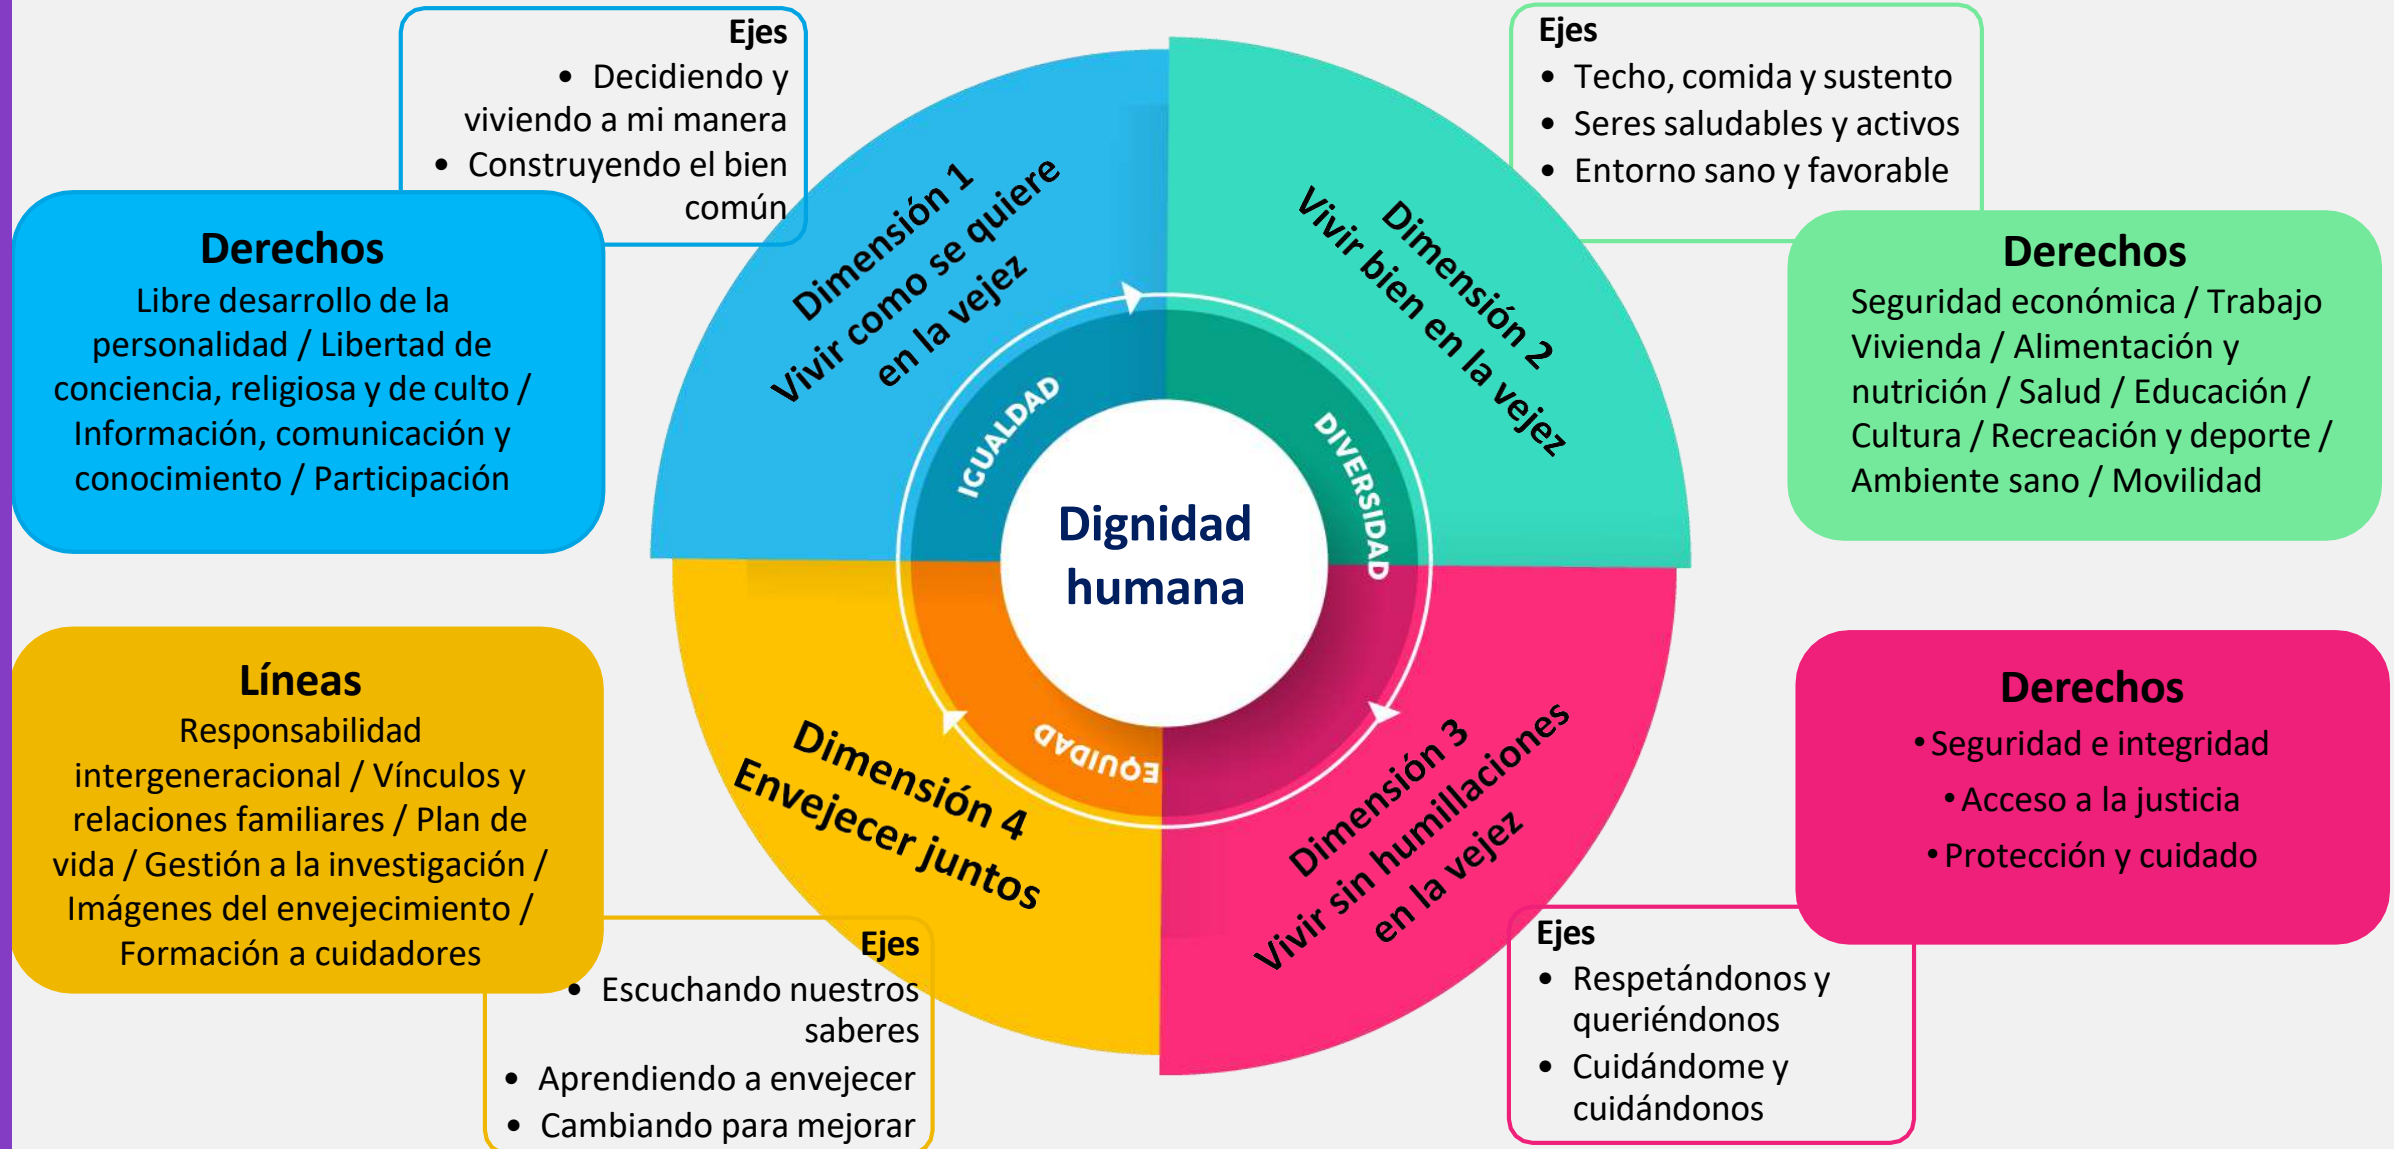 Ejes
• Decidiendo y
viviendo a mi manera
• Construyendo el bien
común
Derechos
Libre desarrollo de la
personalidad / Libertad de
conciencia, religiosa y de culto /
Información, comunicación y
conocimiento / Participación
Dimensión 1
Vivir como se quiere
en la vejez
Ejes
• Techo, comida y sustento
• Seres saludables y activos
• Entorno sano y favorable
Derechos
Seguridad económica / Trabajo
Vivienda / Alimentación y
nutrición / Salud / Educación /
Cultura / Recreación y deporte /
Ambiente sano / Movilidad
Dimensión 2
Vivir bien en la vejez
IGUALDAD
DIVERSIDAD
EQUIDAD
Dignidad
humana
Líneas
Responsabilidad
intergeneracional / Vínculos y
relaciones familiares / Plan de
vida / Gestión a la investigación /
Imágenes del envejecimiento /
Formación a cuidadores
Dimensión 4
Envejecer juntos
Ejes
• Escuchando nuestros
saberes
• Aprendiendo a envejecer
• Cambiando para mejorar
Dimensión 3
Vivir sin humillaciones
en la vejez
Derechos
• Seguridad e integridad
• Acceso a la justicia
• Protección y cuidado
Ejes
• Respetándonos y
queriéndonos
• Cuidándome y
cuidándonos